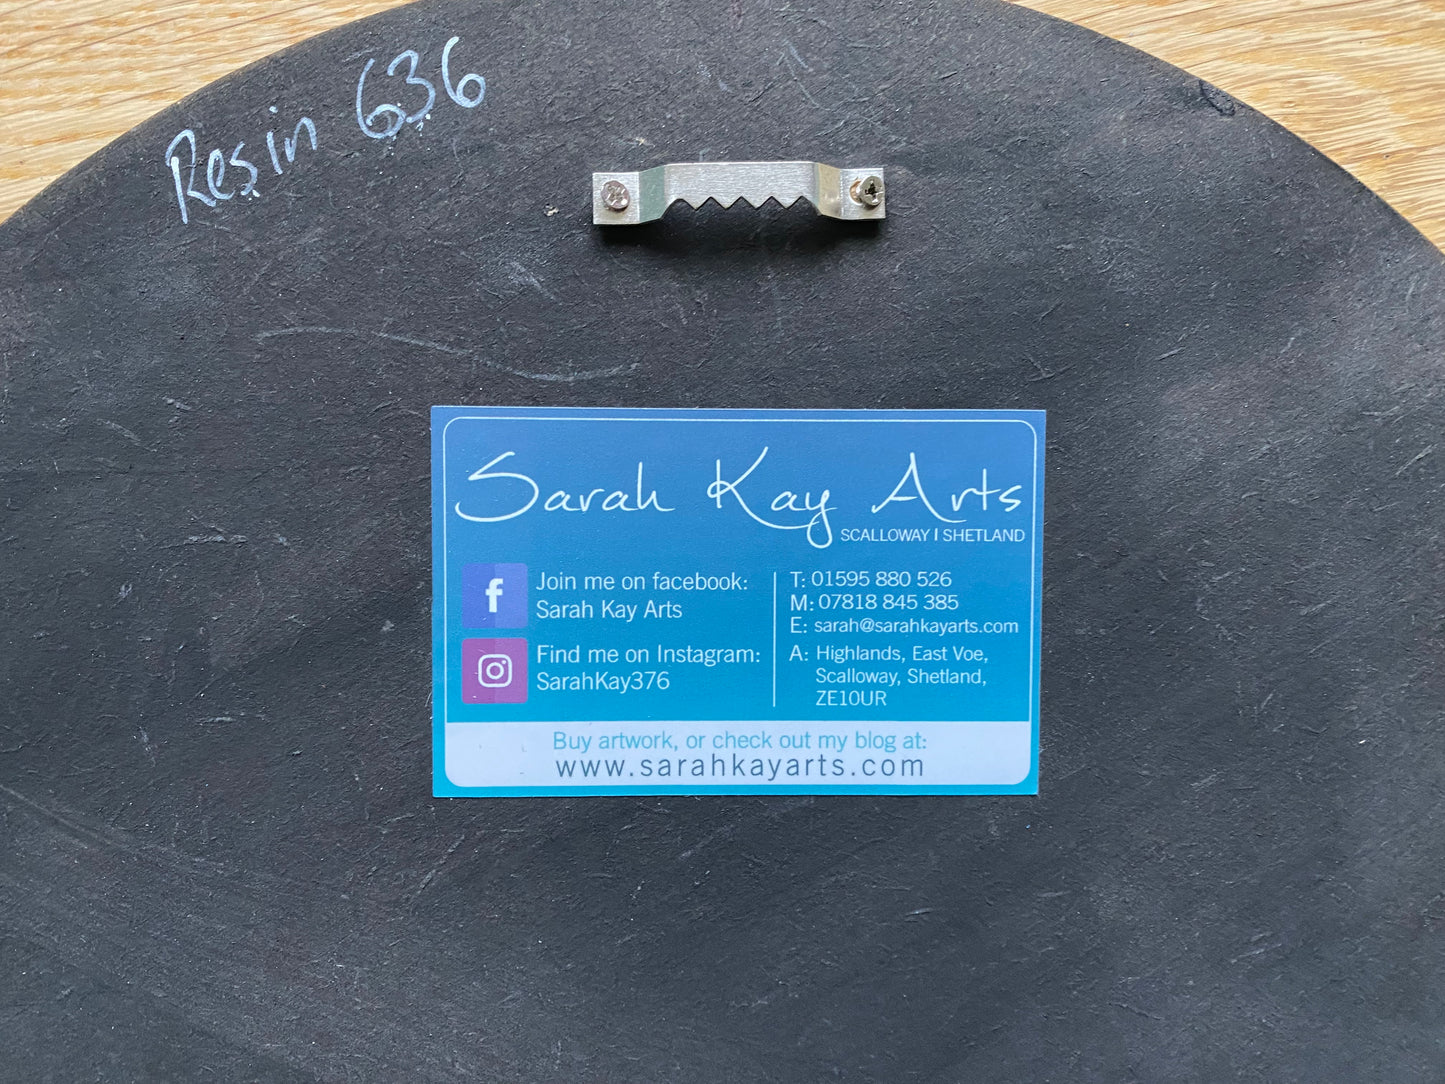 Resin 636
Sarah Kay Arts
SCALLOWAY | SHETLAND
Join me on facebook:
Sarah Kay Arts
Find me on Instagram:
SarahKay376
T: 01595 880 526
M: 07818 845 385
E: sarah@sarahkayarts.com
A: Highlands, East Voe,
Scalloway, Shetland,
ZE10UR
Buy artwork, or check out my blog at:
www.sarahkayarts.com